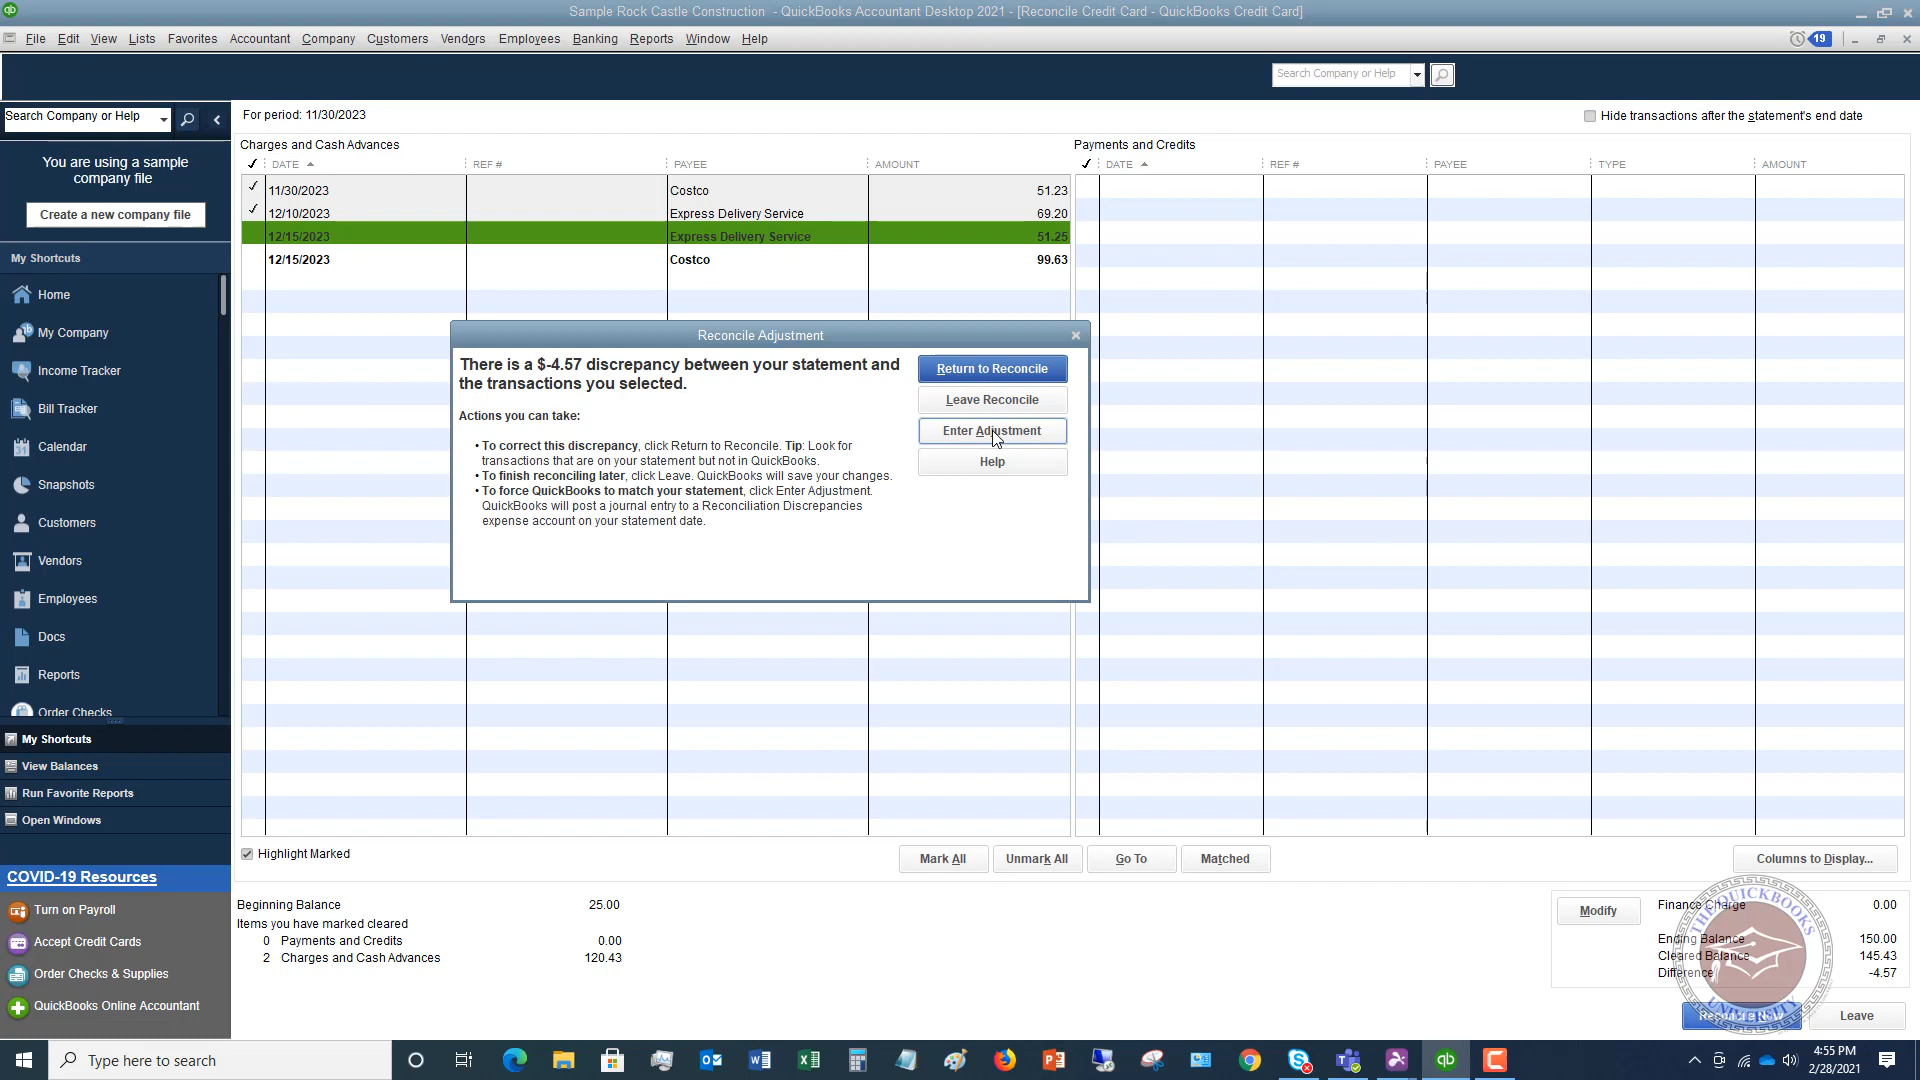 Sample Rock Castle Construction - QuickBooks Accountant Desktop 2021 - [Reconcile Credit Card - QuickBooks Credit Card]
File Edit View Lists Favorites Accountant Company Customers Vendors Employees Banking Reports Window Help
19
Search Company or Help
Search Company or Help
You are using a sample
company file
Create a new company file
My Shortcuts
Home
My Company
Income Tracker
Bill Tracker
Calendar
Snapshots
Customers
Vendors
Employees
Docs
Reports
Order Checks
My Shortcuts
View Balances
Run Favorite Reports
Open Windows
COVID-19 Resources
Turn on Payroll
Accept Credit Cards
Order Checks & Supplies
QuickBooks Online Accountant
For period: 11/30/2023
Hide transactions after the statement's end date
Charges and Cash Advances
✓ DATE REF # PAYEE AMOUNT
✓ 11/30/2023 Costco 51.23
✓ 12/10/2023 Express Delivery Service 69.20
12/15/2023 Express Delivery Service 51.25
12/15/2023 Costco 99.63
Payments and Credits
✓ DATE REF # PAYEE TYPE AMOUNT
Reconcile Adjustment
There is a $-4.57 discrepancy between your statement and
the transactions you selected.
Actions you can take:
• To correct this discrepancy, click Return to Reconcile. Tip: Look for
transactions that are on your statement but not in QuickBooks.
• To finish reconciling later, click Leave. QuickBooks will save your changes.
• To force QuickBooks to match your statement, click Enter Adjustment.
QuickBooks will post a journal entry to a Reconciliation Discrepancies
expense account on your statement date.
Return to Reconcile
Leave Reconcile
Enter Adjustment
Help
Highlight Marked
Mark All
Unmark All
Go To
Matched
Columns to Display...
Beginning Balance 25.00
Items you have marked cleared
0 Payments and Credits 0.00
2 Charges and Cash Advances 120.43
Modify
Finance Charge 0.00
Ending Balance 150.00
Cleared Balance 145.43
Difference -4.57
THE QUICKBOOKS
UNIVERSITY
Reconcile Now
Leave
Type here to search
4:55 PM
2/28/2021